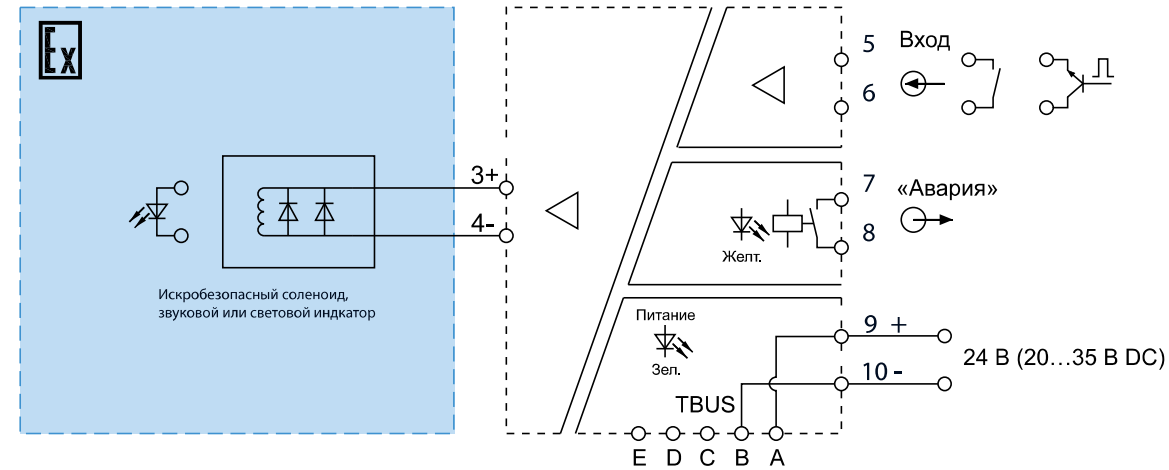 Ex
5
Вход
6
3+
4-
7
«Авария»
8
Желт.
Искробезопасный соленоид,
звуковой или световой индкатор
Питание
Зел.
9 +
24 В (20…35 В DC)
10 -
TBUS
E D C B A